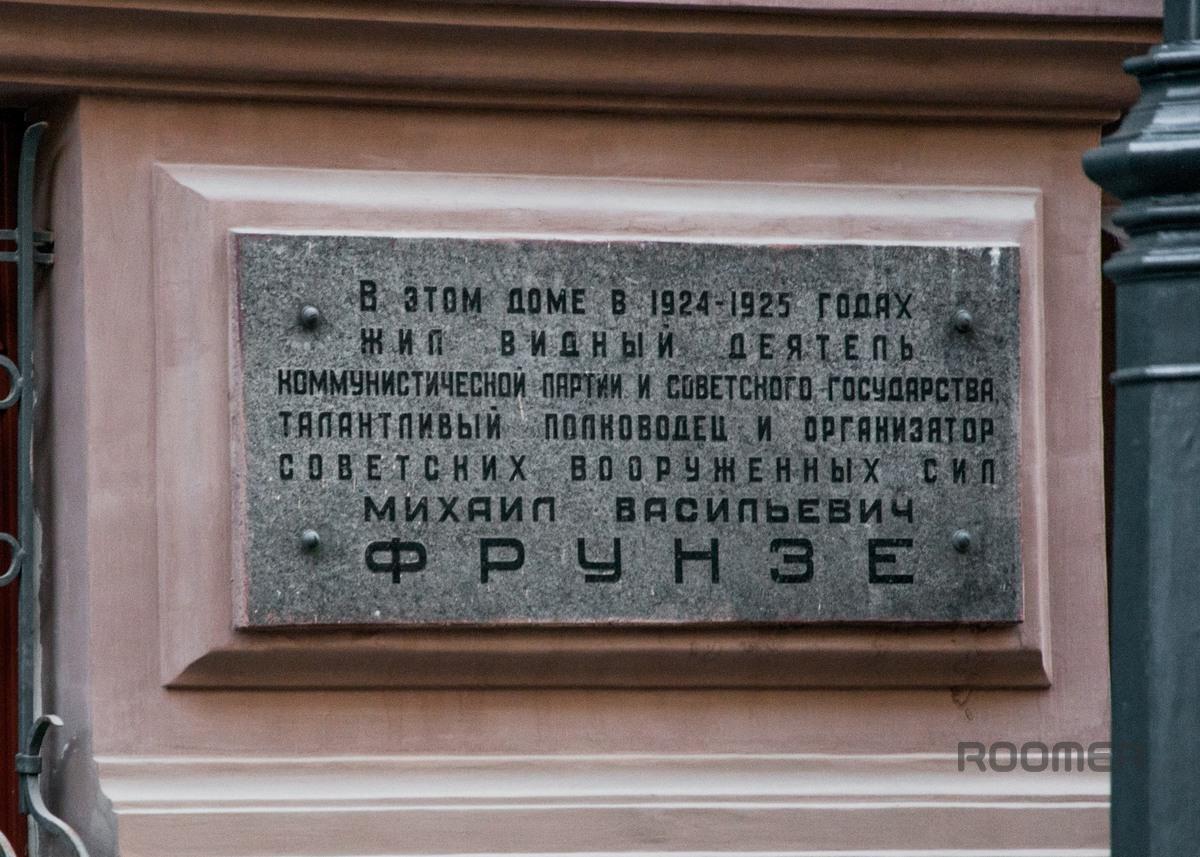 В ЭТОМ ДОМЕ В 1924-1925 ГОДАХ
ЖИЛ ВИДНЫЙ ДЕЯТЕЛЬ
КОММУНИСТИЧЕСКОЙ ПАРТИИ И СОВЕТСКОГО ГОСУДАРСТВА,
ТАЛАНТЛИВЫЙ ПОЛКОВОДЕЦ И ОРГАНИЗАТОР
СОВЕТСКИХ ВООРУЖЕННЫХ СИЛ
МИХАИЛ ВАСИЛЬЕВИЧ
ФРУНЗЕ
ROOMER